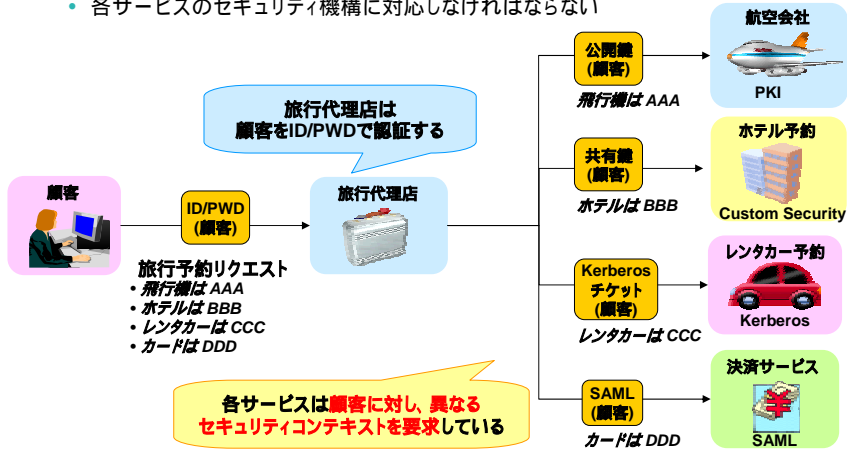 • 各サービスのセキュリティ機構に対応しなければならない
航空会社
公開鍵
(顧客)
PKI
飛行機は AAA
旅行代理店は
顧客をID/PWDで認証する
ホテル予約
共有鍵
(顧客)
Custom Security
ホテルは BBB
顧客
ID/PWD
(顧客)
旅行代理店
旅行予約リクエスト
• 飛行機は AAA
• ホテルは BBB
• レンタカーは CCC
• カードは DDD
レンタカー予約
Kerberos
チケット
(顧客)
Kerberos
レンタカーは CCC
決済サービス
SAML
(顧客)
SAML
カードは DDD
各サービスは顧客に対し、異なる
セキュリティコンテキストを要求している